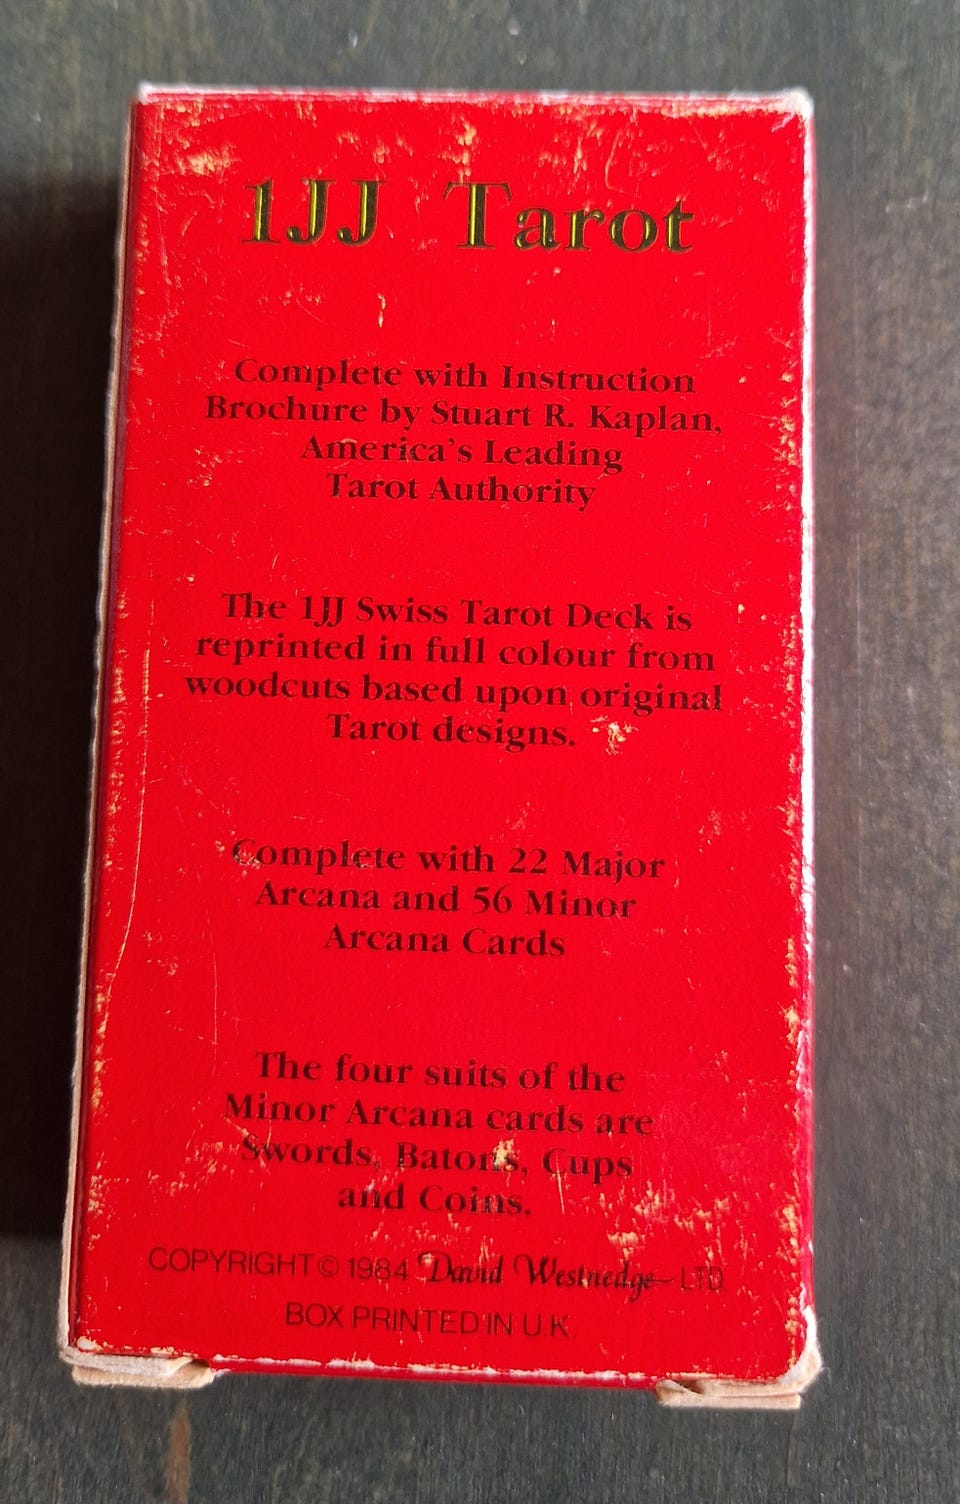 1JJ Tarot
Complete with Instruction
Brochure by Stuart R. Kaplan,
America's Leading
Tarot Authority
The 1JJ Swiss Tarot Deck is
reprinted in full colour from
woodcuts based upon original
Tarot designs.
Complete with 22 Major
Arcana and 56 Minor
Arcana Cards
The four suits of the
Minor Arcana cards are
Swords, Batons, Cups
and Coins.
COPYRIGHT © 1984 David Westnedge LTD
BOX PRINTED IN U.K.